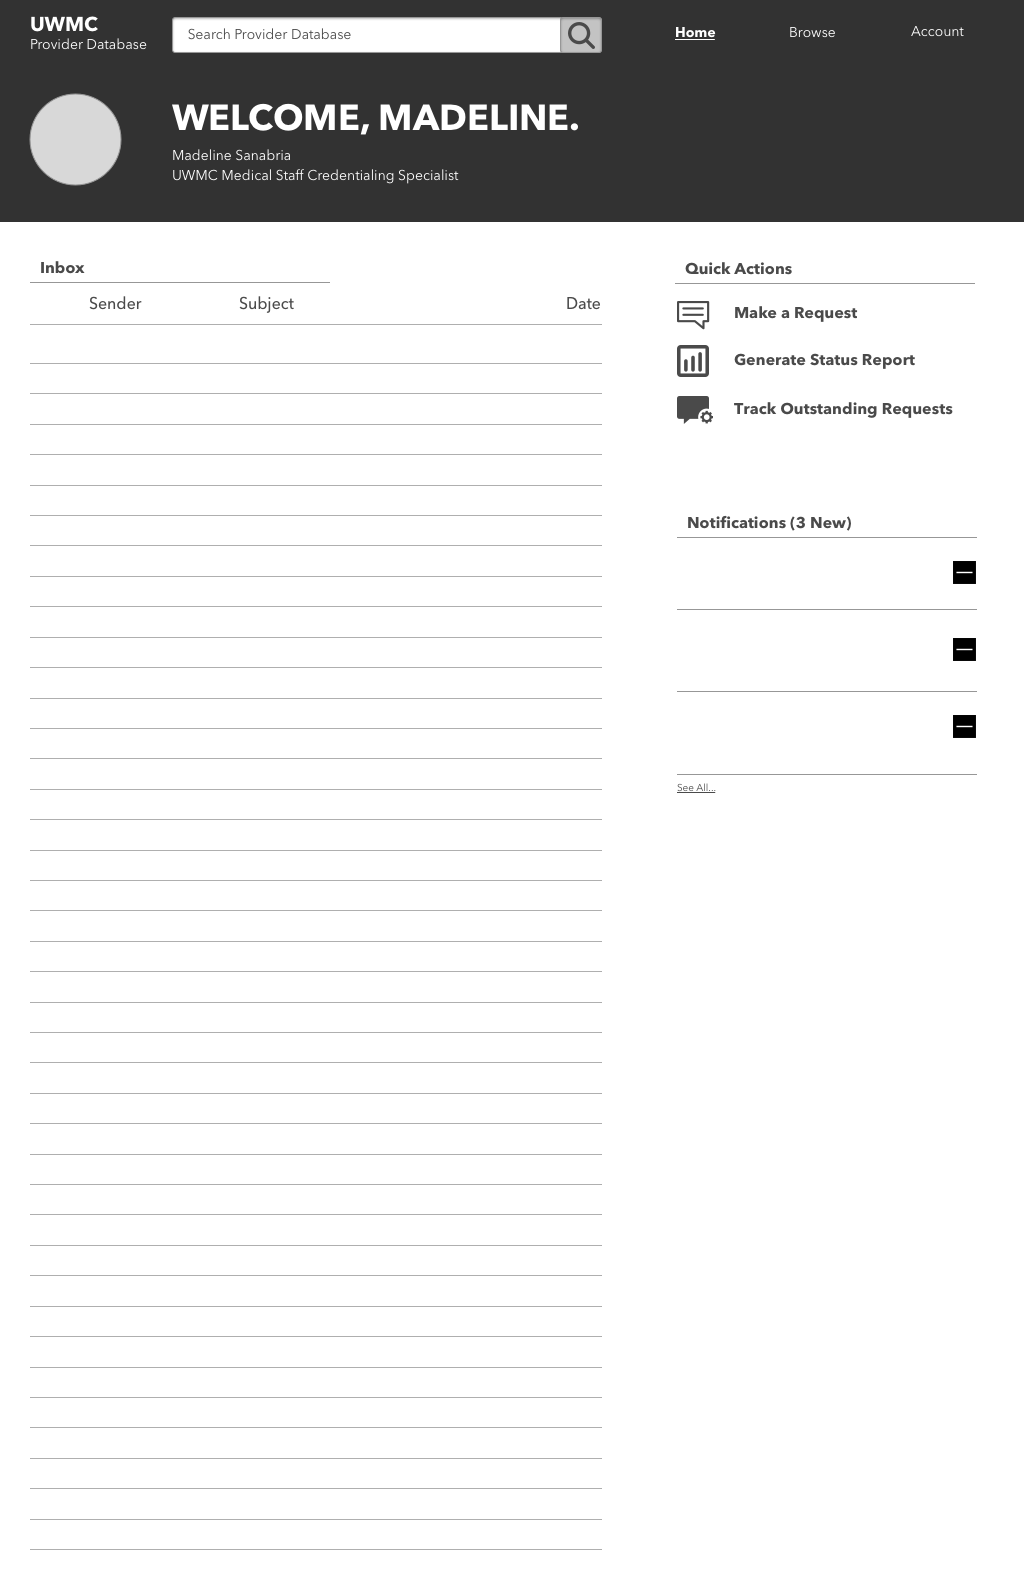 UWMC
Provider Database
Search Provider Database
Home
Browse
Account
WELCOME, MADELINE.
Madeline Sanabria
UWMC Medical Staff Credentialing Specialist
Inbox
Sender
Subject
Date
Quick Actions
Make a Request
Generate Status Report
Track Outstanding Requests
Notifications (3 New)
See All...